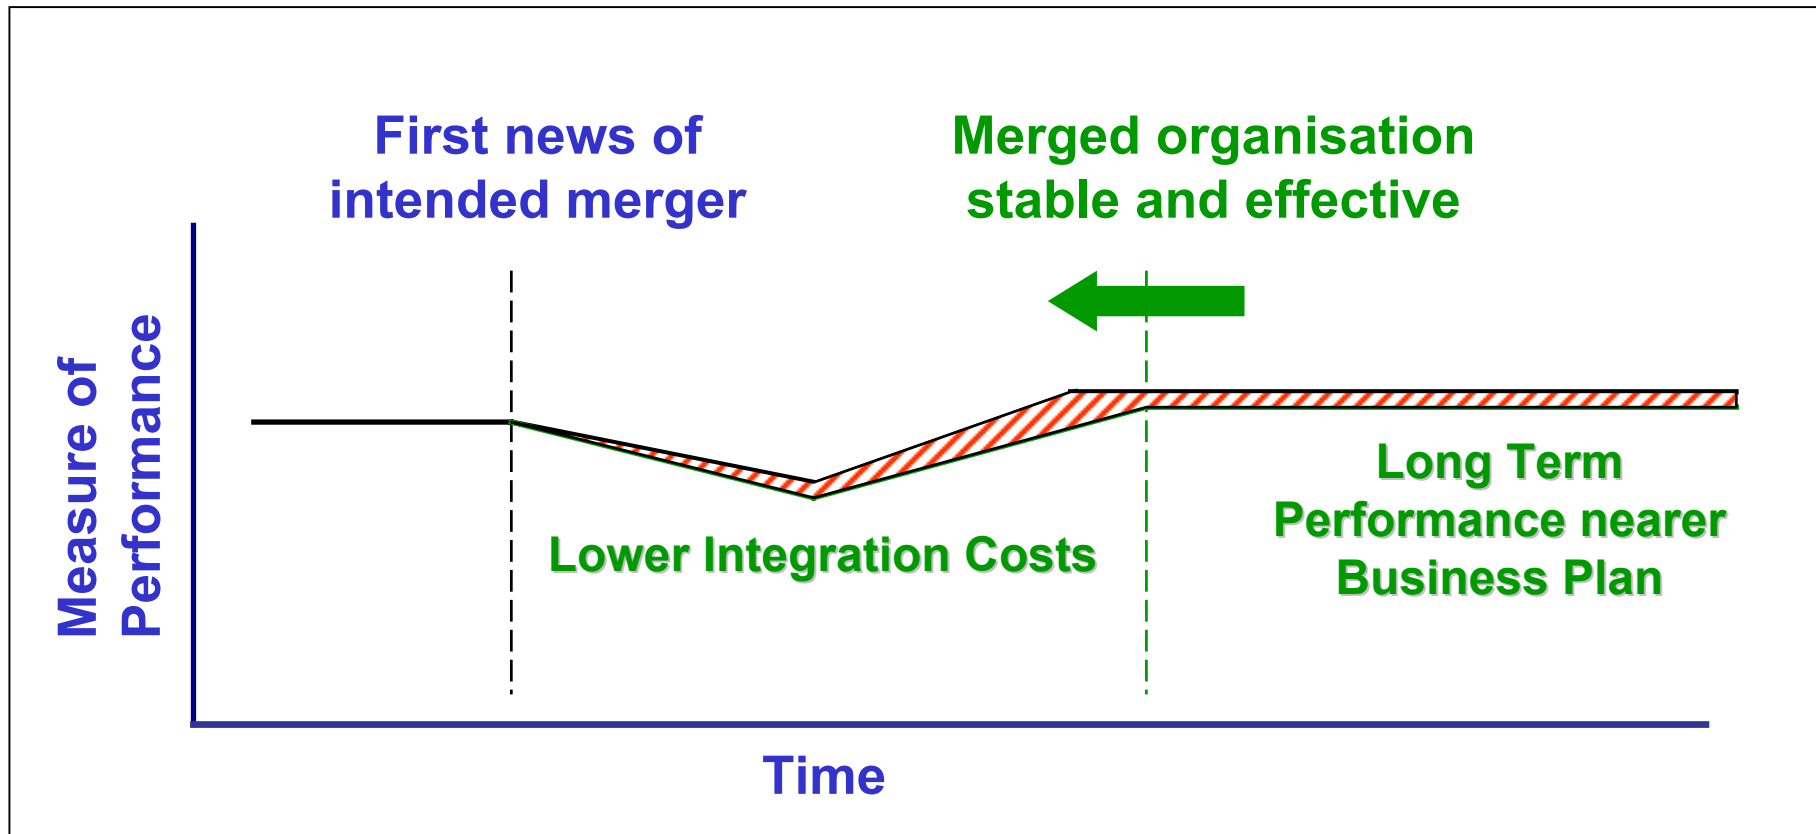 First news of
intended merger
Merged organisation
stable and effective
Measure of
Performance
Lower Integration Costs
Long Term
Performance nearer
Business Plan
Time